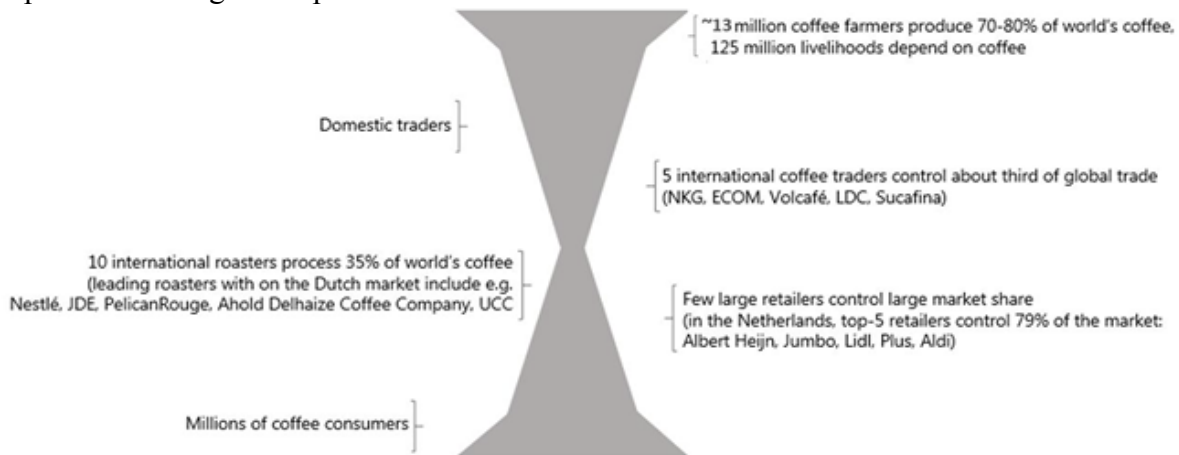 ~13 million coffee farmers produce 70-80% of world's coffee,
125 million livelihoods depend on coffee
Domestic traders
5 international coffee traders control about third of global trade
(NKG, ECOM, Volcafé, LDC, Sucafina)
10 international roasters process 35% of world's coffee
(leading roasters with on the Dutch market include e.g.
Nestlé, JDE, PelicanRouge, Ahold Delhaize Coffee Company, UCC
Few large retailers control large market share
(in the Netherlands, top-5 retailers control 79% of the market:
Albert Heijn, Jumbo, Lidl, Plus, Aldi)
Millions of coffee consumers